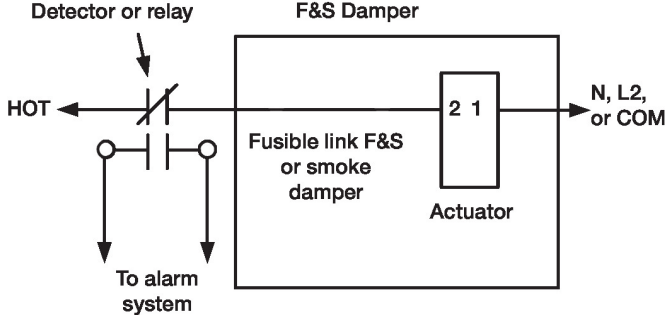 Detector or relay
F&S Damper
HOT
2 1
N, L2,
or COM
Fusible link F&S
or smoke
damper
Actuator
To alarm
system